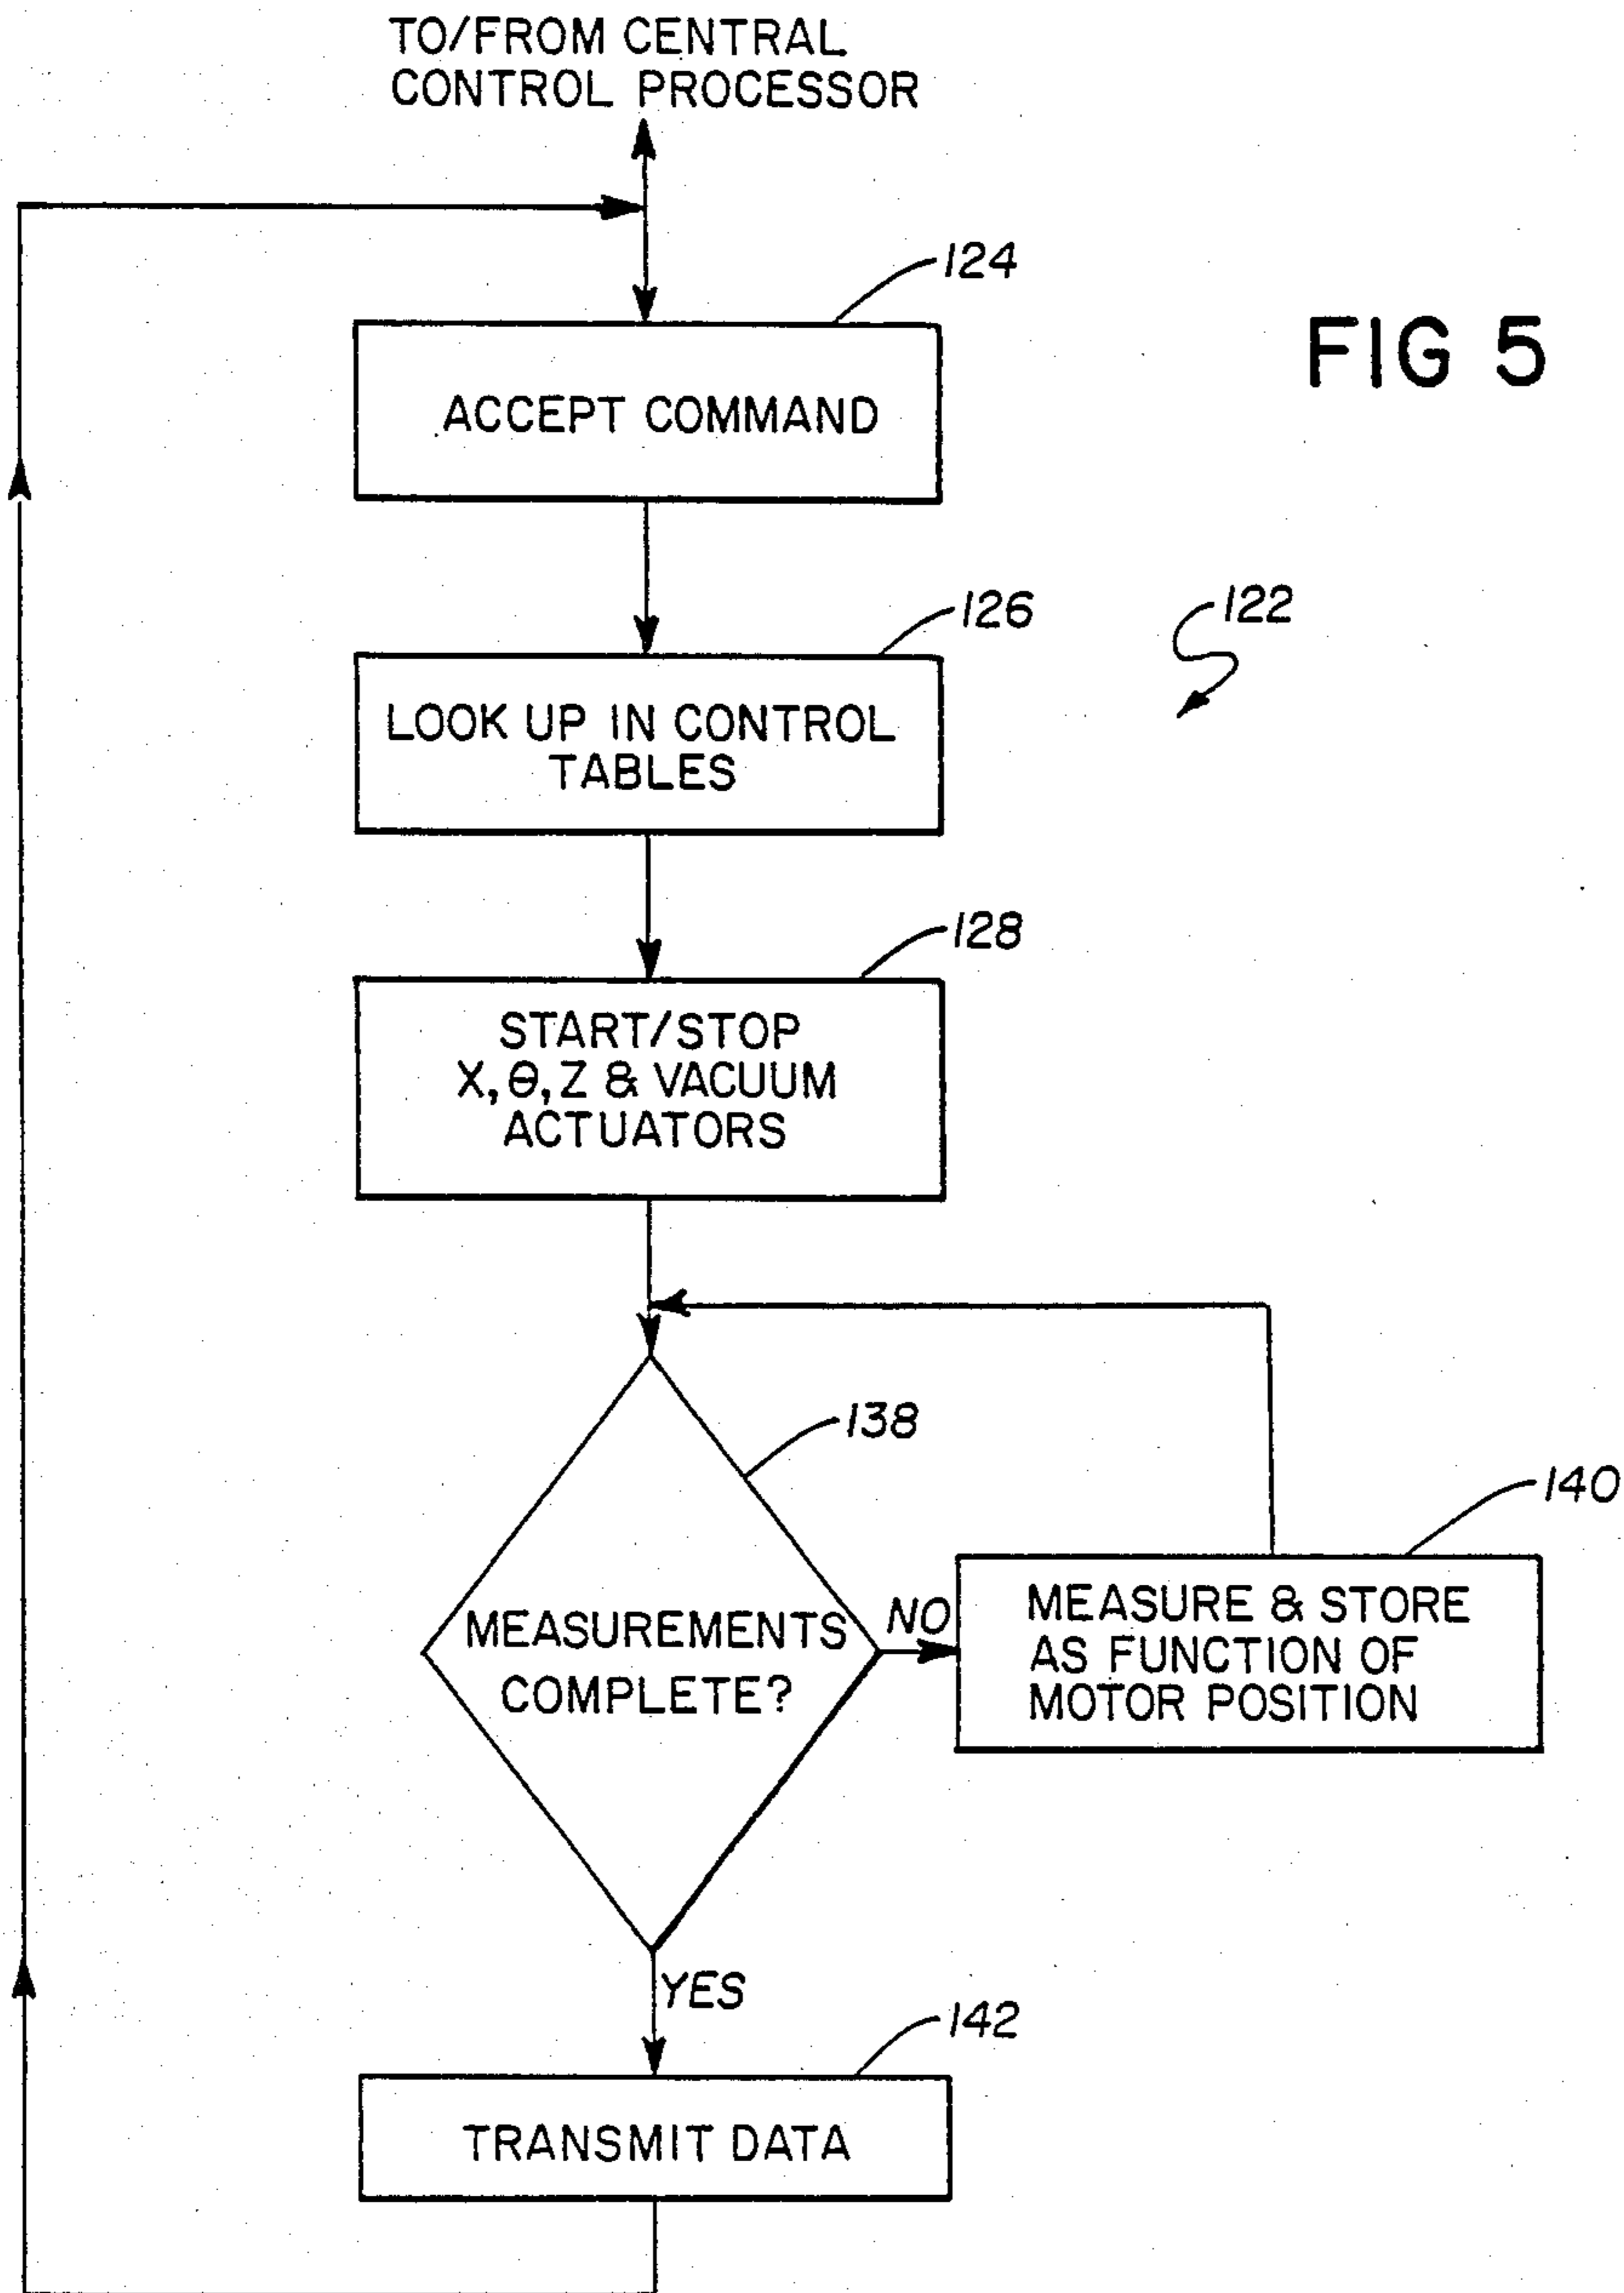 TO/FROM CENTRAL
CONTROL PROCESSOR
124
FIG 5
ACCEPT COMMAND
126
122
LOOK UP IN CONTROL
TABLES
128
START/STOP
X, θ, Z & VACUUM
ACTUATORS
138
140
MEASUREMENTS
COMPLETE?
NO
MEASURE & STORE
AS FUNCTION OF
MOTOR POSITION
YES
142
TRANSMIT DATA